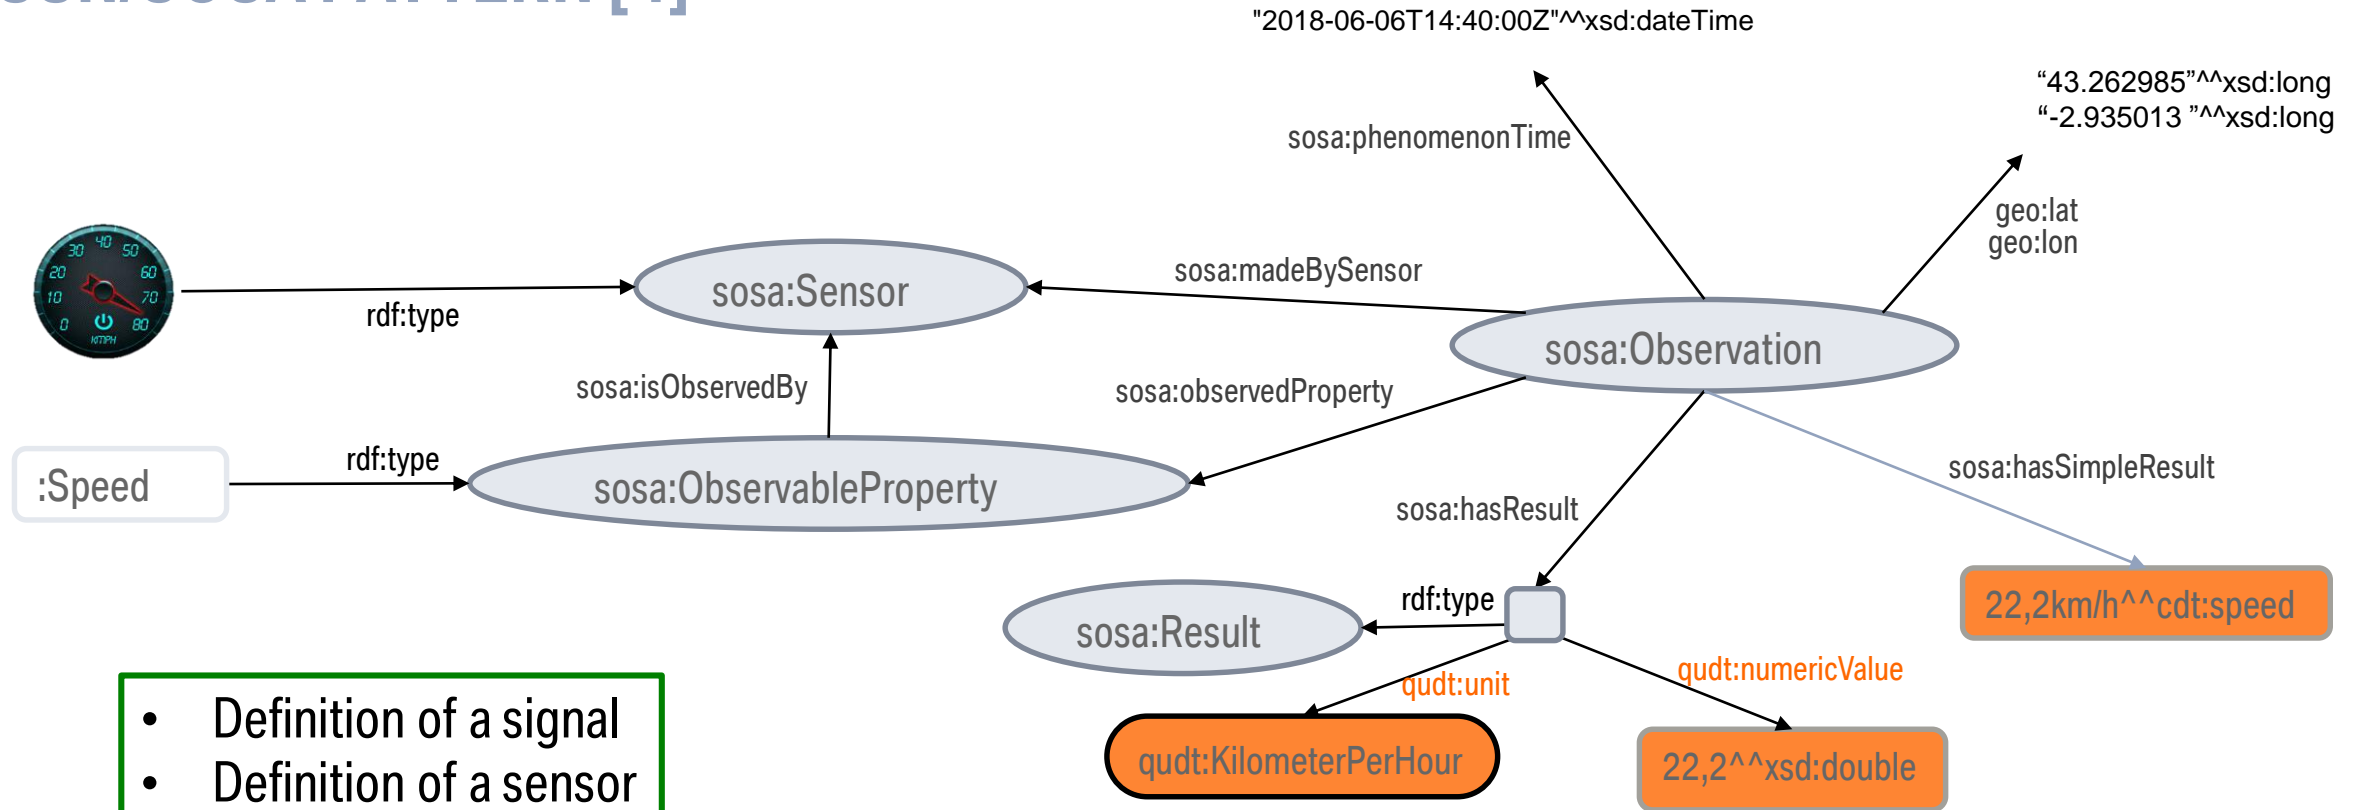 "2018-06-06T14:40:00Z"^^xsd:dateTime
“43.262985”^^xsd:long
“-2.935013 ”^^xsd:long
sosa:phenomenonTime
geo:lat
geo:lon
30 40 50
20 60
10 70
0 80
KMPH
rdf:type
sosa:Sensor
sosa:madeBySensor
sosa:Observation
sosa:isObservedBy
sosa:observedProperty
:Speed
rdf:type
sosa:ObservableProperty
sosa:hasSimpleResult
sosa:hasResult
rdf:type
sosa:Result
22,2km/h^^cdt:speed
qudt:unit
qudt:numericValue
qudt:KilometerPerHour
22,2^^xsd:double
• Definition of a signal
• Definition of a sensor